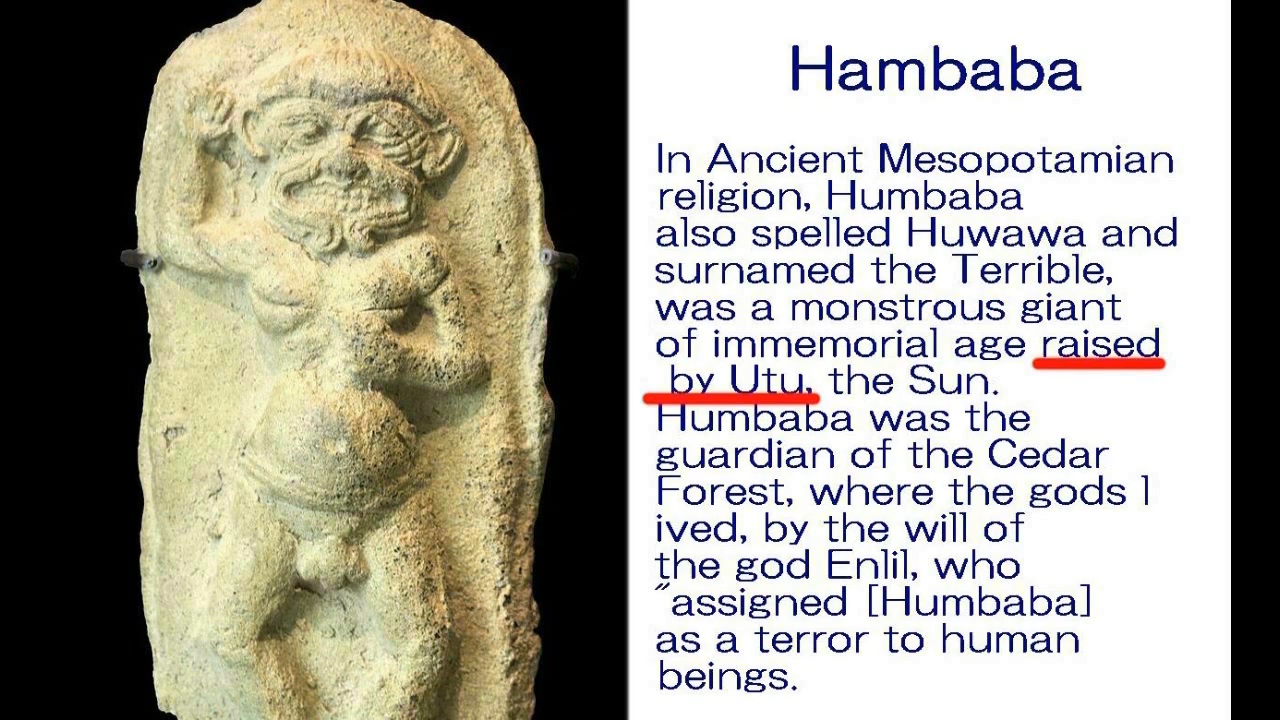 Hambaba
In Ancient Mesopotamian
religion, Humbaba
also spelled Huwawa and
surnamed the Terrible,
was a monstrous giant
of immemorial age raised
by Utu, the Sun.
Humbaba was the
guardian of the Cedar
Forest, where the gods l
ived, by the will of
the god Enlil, who
"assigned [Humbaba]
as a terror to human
beings.